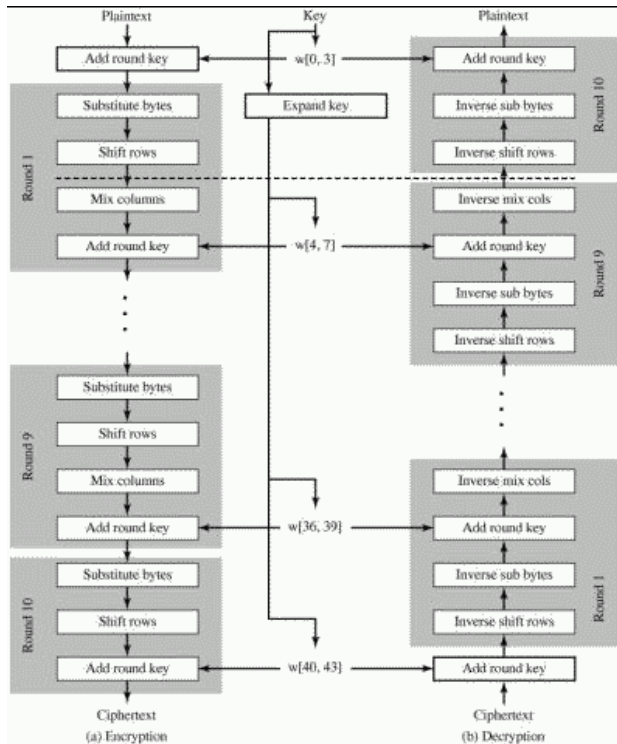 Plaintext
Add round key
Round 1
Substitute bytes
Shift rows
Mix columns
Add round key
Round 9
Substitute bytes
Shift rows
Mix columns
Add round key
Round 10
Substitute bytes
Shift rows
Add round key
Ciphertext
(a) Encryption
Key
w[0, 3]
Expand key
w[4, 7]
w[36, 39]
w[40, 43]
Plaintext
Add round key
Inverse sub bytes
Inverse shift rows
Round 10
Inverse mix cols
Add round key
Inverse sub bytes
Inverse shift rows
Round 9
Inverse mix cols
Add round key
Inverse sub bytes
Inverse shift rows
Round 1
Add round key
Ciphertext
(b) Decryption